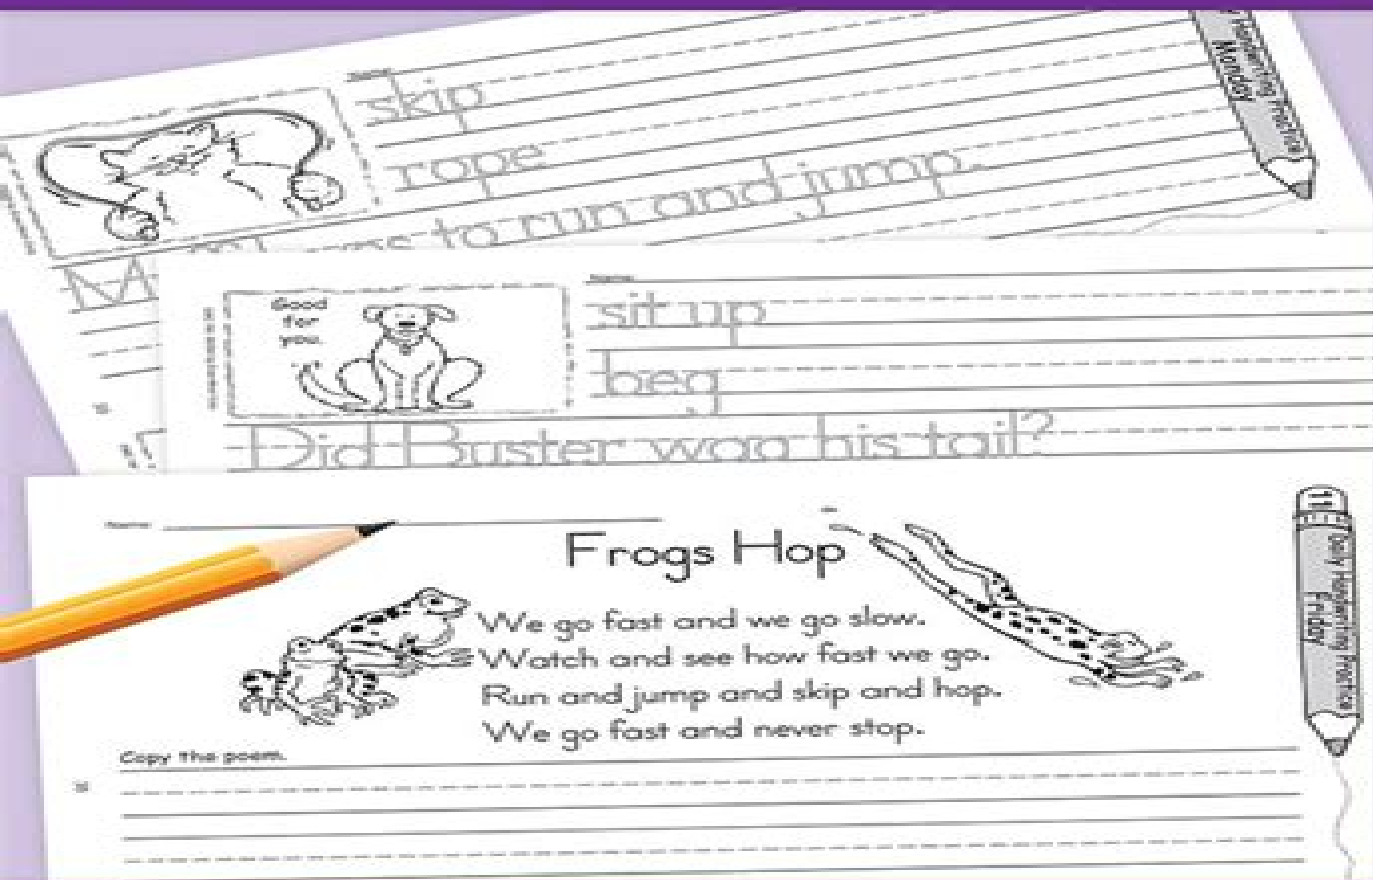 skip
rope
to run and jump.
Handwriting Practice
Monday
Name
Good
for
you.
sit up
beg
Did Buster wag his tail?
Name
Frogs Hop
We go fast and we go slow.
Watch and see how fast we go.
Run and jump and skip and hop.
We go fast and never stop.
Copy the poem.
11
Daily Handwriting Practice
Friday